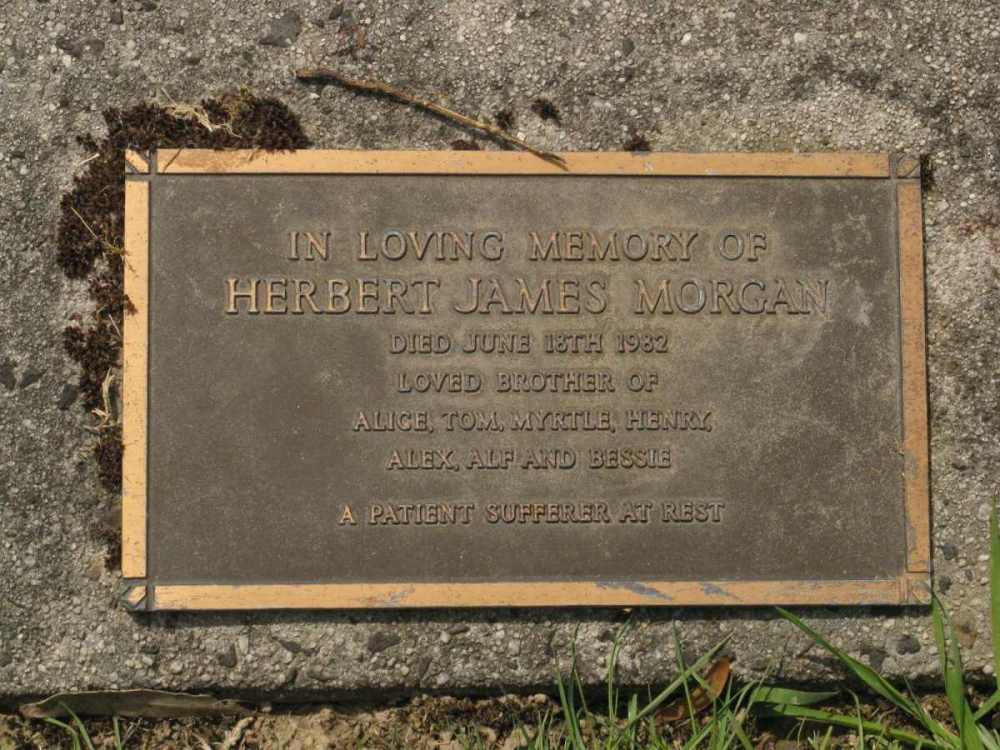 IN LOVING MEMORY OF
HERBERT JAMES MORGAN
DIED JUNE 18TH 1982
LOVED BROTHER OF
ALICE, TOM, MYRTLE, HENRY,
ALEX, ALF AND BESSIE
A PATIENT SUFFERER AT REST